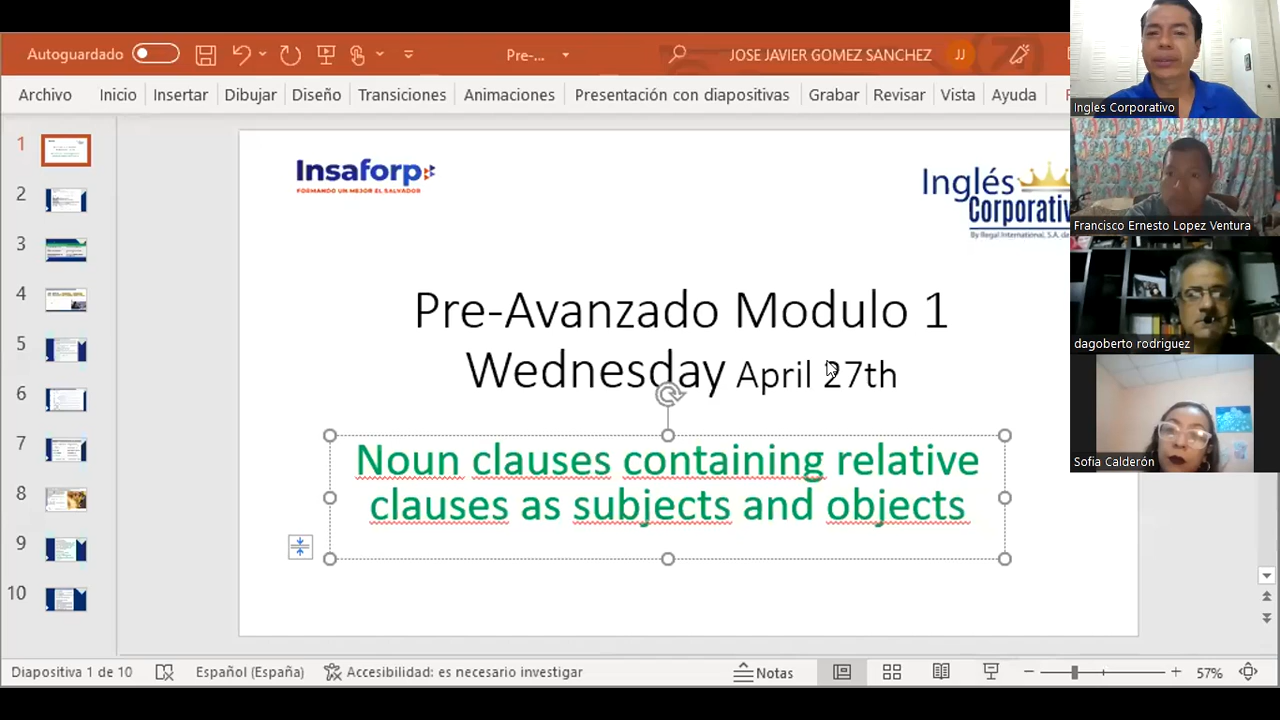 Autoguardado
Pre-...
JOSE JAVIER GOMEZ SANCHEZ
JJ
Archivo Inicio Insertar Dibujar Diseño Transiciones Animaciones Presentación con diapositivas Grabar Revisar Vista Ayuda
Ingles Corporativo
Francisco Ernesto Lopez Ventura
dagoberto rodriguez
Sofia Calderón
1
2
3
4
5
6
7
8
9
10
Insaforp
FORMANDO UN MEJOR EL SALVADOR
Inglés
Corporativ
By Regal International, S.A. de
Pre-Avanzado Modulo 1
Wednesday April 27th
Noun clauses containing relative
clauses as subjects and objects
Diapositiva 1 de 10 Español (España) Accesibilidad: es necesario investigar Notas 57%